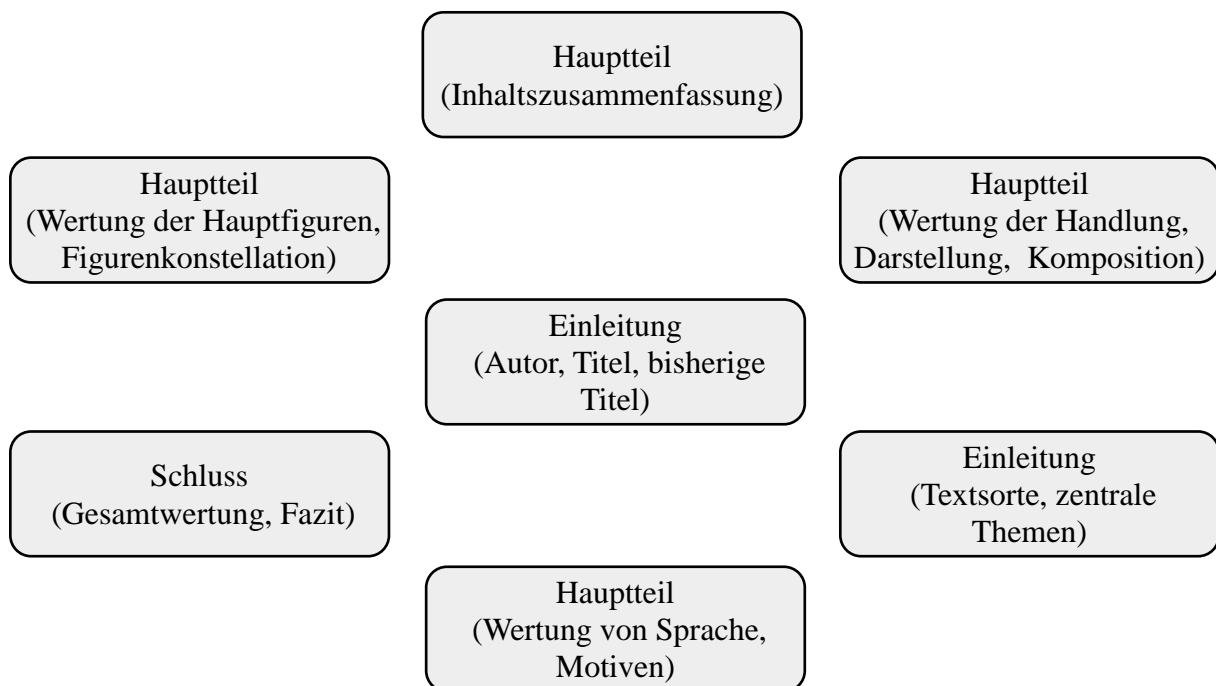 Hauptteil
(Inhaltszusammenfassung)
Hauptteil
(Wertung der Hauptfiguren,
Figurenkonstellation)
Hauptteil
(Wertung der Handlung,
Darstellung, Komposition)
Einleitung
(Autor, Titel, bisherige
Titel)
Schluss
(Gesamtwertung, Fazit)
Einleitung
(Textsorte, zentrale
Themen)
Hauptteil
(Wertung von Sprache,
Motiven)